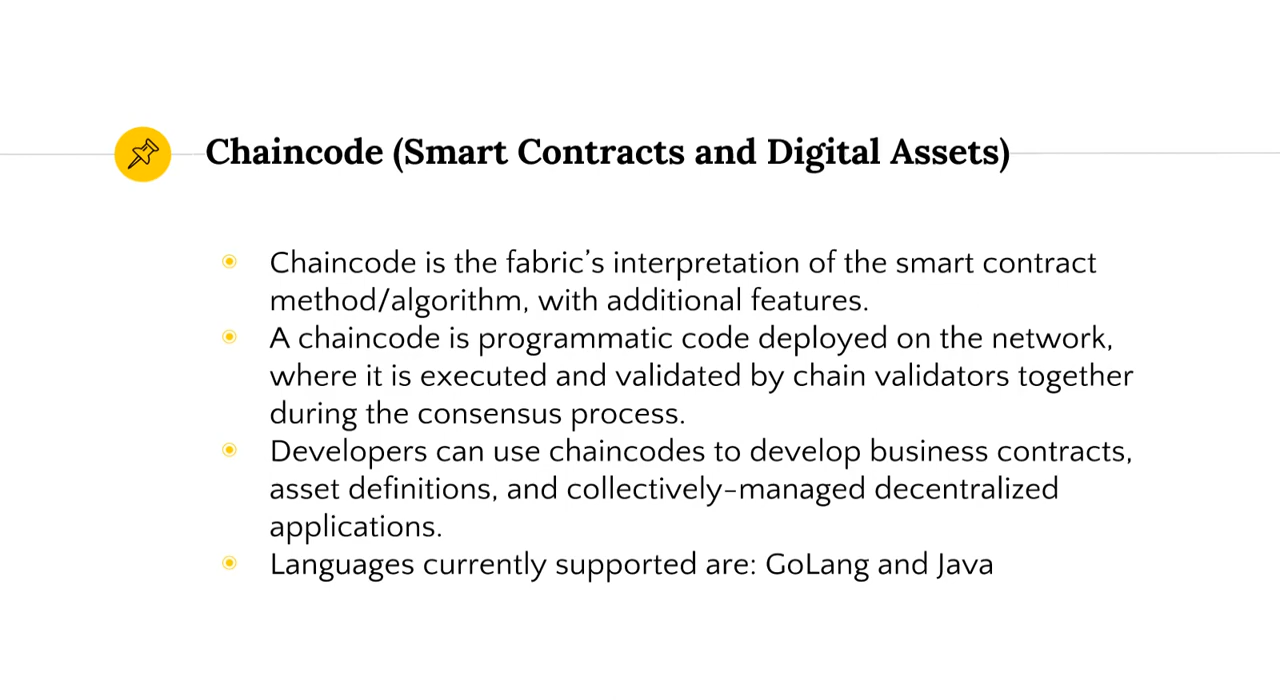 Chaincode (Smart Contracts and Digital Assets)
Chaincode is the fabric’s interpretation of the smart contract
method/algorithm, with additional features.
A chaincode is programmatic code deployed on the network,
where it is executed and validated by chain validators together
during the consensus process.
Developers can use chaincodes to develop business contracts,
asset definitions, and collectively-managed decentralized
applications.
Languages currently supported are: GoLang and Java